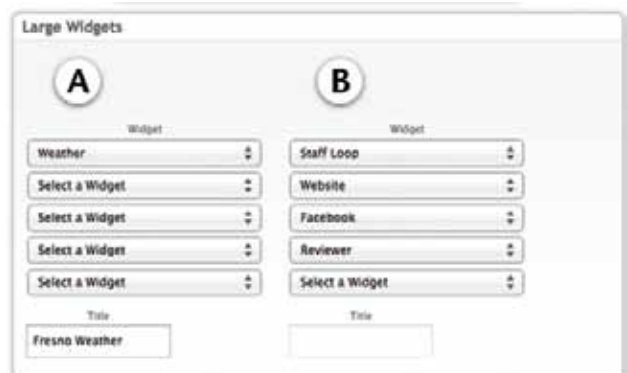 Large Widgets
A B
Widget Widget
Weather Staff Loop
Select a Widget Website
Select a Widget Facebook
Select a Widget Reviewer
Select a Widget Select a Widget
Title Title
Fresno Weather